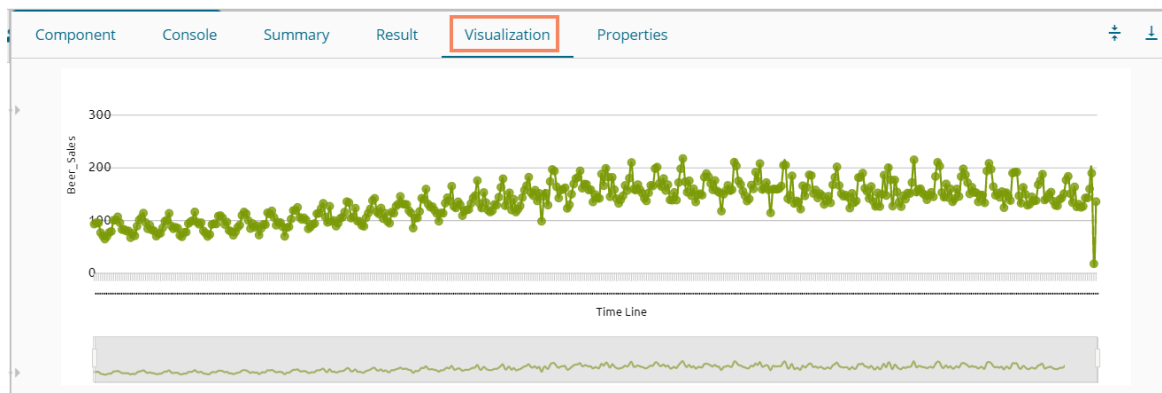 Component Console Summary Result Visualization Properties
300
Beer_Sales
200
100
0
Time Line